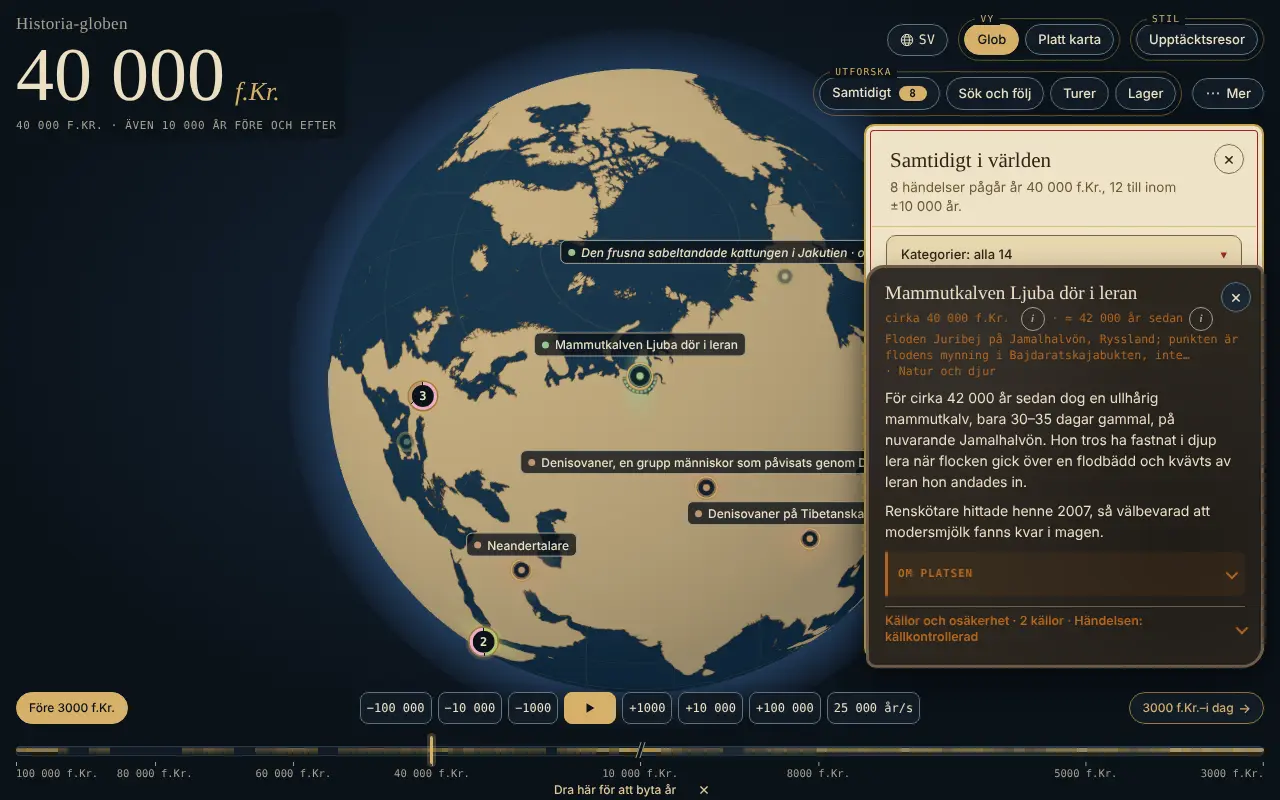 Historia-globen
40 000 f.Kr.
40 000 F.KR. · ÄVEN 10 000 ÅR FÖRE OCH EFTER
SV
VY
Glob
Platt karta
STIL
Upptäcktsresor
UTFORSKA
Samtidigt 8
Sök och följ
Turer
Lager
··· Mer
Samtidigt i världen
8 händelser pågår år 40 000 f.Kr., 12 till inom
±10 000 år.
Kategorier: alla 14
Den frusna sabeltandade kattungen i Jakutien ·
Mammutkalven Ljuba dör i leran
3
Denisovaner, en grupp människor som påvisats genom
Denisovaner på Tibetanska
Neandertalare
2
Mammutkalven Ljuba dör i leran
cirka 40 000 f.Kr. i · ≈ 42 000 år sedan i
Floden Juribej på Jamalhalvön, Ryssland; punkten är
flodens mynning i Bajdaratskajabukten, inte…
· Natur och djur
För cirka 42 000 år sedan dog en ullhårig
mammutkalv, bara 30–35 dagar gammal, på
nuvarande Jamalhalvön. Hon tros ha fastnat i djup
lera när flocken gick över en flodbädd och kvävts av
leran hon andades in.
Renskötare hittade henne 2007, så välbevarad att
modersmjölk fanns kvar i magen.
OM PLATSEN
Källor och osäkerhet · 2 källor · Händelsen:
källkontrollerad
Före 3000 f.Kr.
−100 000
−10 000
−1000
+1000
+10 000
+100 000
25 000 år/s
3000 f.Kr.–i dag →
100 000 f.Kr.
80 000 f.Kr.
60 000 f.Kr.
40 000 f.Kr.
10 000 f.Kr.
8000 f.Kr.
5000 f.Kr.
3000 f.Kr.
Dra här för att byta år ×